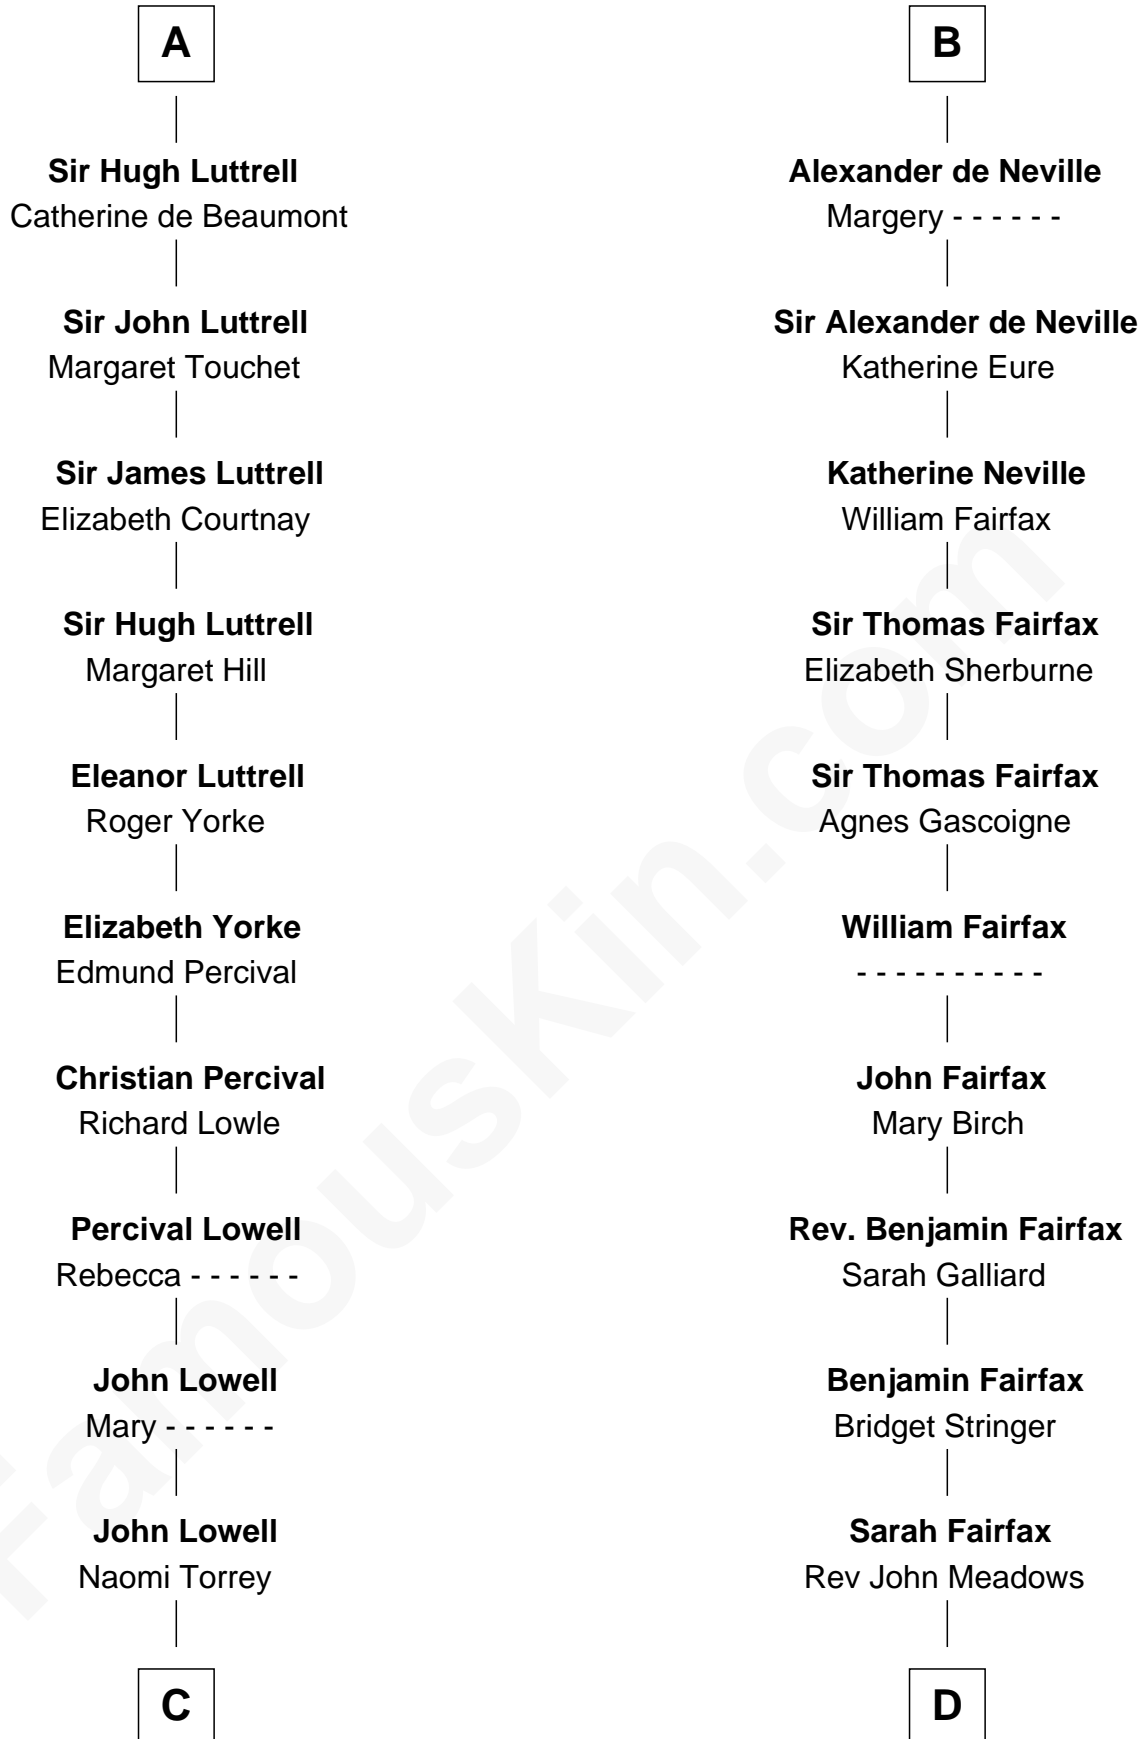 A
Sir Hugh Luttrell
Catherine de Beaumont
Sir John Luttrell
Margaret Touchet
Sir James Luttrell
Elizabeth Courtnay
Sir Hugh Luttrell
Margaret Hill
Eleanor Luttrell
Roger Yorke
Elizabeth Yorke
Edmund Percival
Christian Percival
Richard Lowle
Percival Lowell
Rebecca - - - - - -
John Lowell
Mary - - - - - -
John Lowell
Naomi Torrey
C
B
Alexander de Neville
Margery - - - - - -
Sir Alexander de Neville
Katherine Eure
Katherine Neville
William Fairfax
Sir Thomas Fairfax
Elizabeth Sherburne
Sir Thomas Fairfax
Agnes Gascoigne
William Fairfax
- - - - - - - - - -
John Fairfax
Mary Birch
Rev. Benjamin Fairfax
Sarah Galliard
Benjamin Fairfax
Bridget Stringer
Sarah Fairfax
Rev John Meadows
D
FamousKin.com